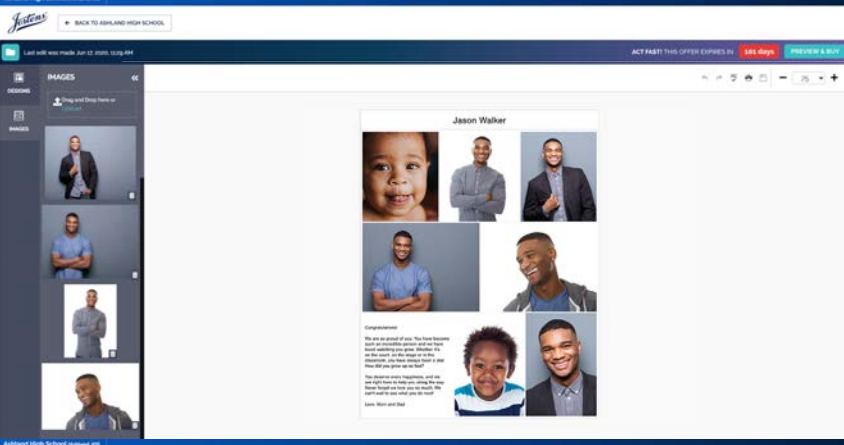 Jostens
BACK TO ASHLAND HIGH SCHOOL
Last edit was made Jun 17, 2020, 11:29 AM
ACT FAST! THIS OFFER EXPIRES IN
101 days
PREVIEW & BUY
DESIGNS
IMAGES
IMAGES
Drag and Drop here or
Upload
75
Jason Walker
Congratulations!
We are so proud of you. You have become
such an incredible person and we have
loved watching you grow. Whether it's
on the court, on the stage or in the
classroom, you have always been a star.
How did you grow up so fast?
You deserve every happiness, and we
are right here to help you along the way.
Never forget we love you so much. We
can't wait to see what you do next!
Love, Mom and Dad
Ashland High School